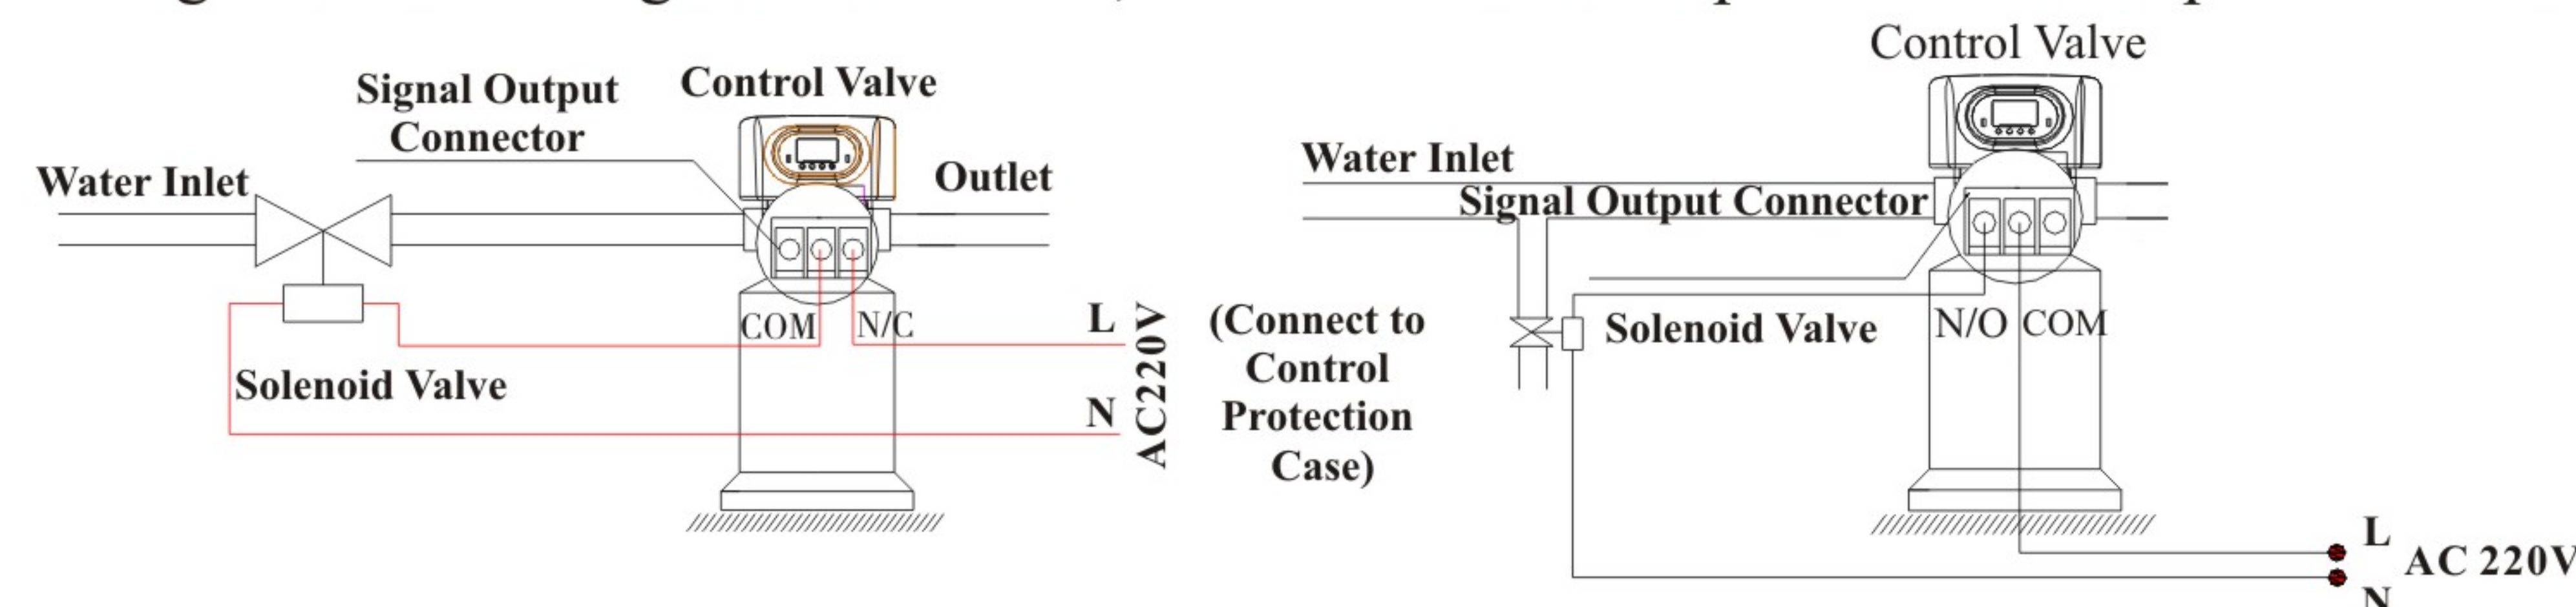 Signal Output
Connector
Control Valve
Water Inlet
Outlet
COM
N/C
L
N
AC220V
Solenoid Valve
Control Valve
Water Inlet
Signal Output Connector
(Connect to
Control
Protection
Case)
Solenoid Valve
N/O
COM
L
AC 220V
N